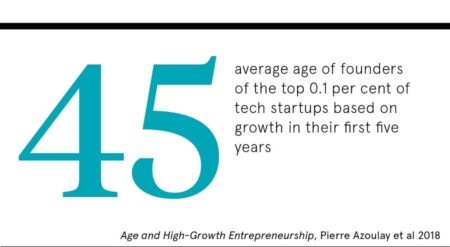 45
average age of founders
of the top 0.1 per cent of
tech startups based on
growth in their first five
years
Age and High-Growth Entrepreneurship, Pierre Azoulay et al 2018